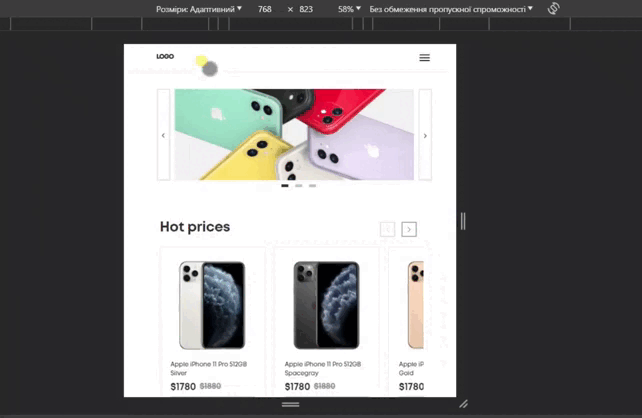 Розміри: Адаптивний 768 × 823 58% Без обмеження пропускної спроможності
LOGO
Hot prices
Apple iPhone 11 Pro 512GB
Silver
$1780 $1880
Apple iPhone 11 Pro 512GB
Spacegray
$1780 $1880
Apple iP
Gold
$1780